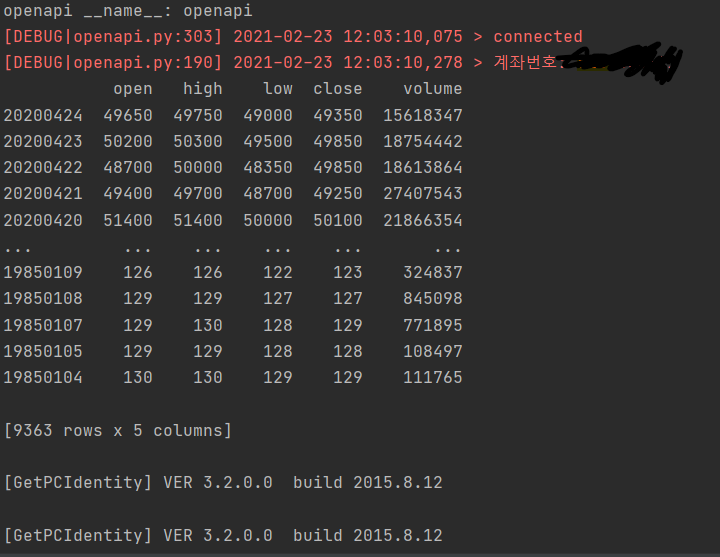 openapi __name__: openapi
[DEBUG|openapi.py:303] 2021-02-23 12:03:10,075 > connected
[DEBUG|openapi.py:190] 2021-02-23 12:03:10,278 > 계좌번호:
open high low close volume
20200424 49650 49750 49000 49350 15618347
20200423 50200 50300 49500 49850 18754442
20200422 48700 50000 48350 49850 18613864
20200421 49400 49700 48700 49250 27407543
20200420 51400 51400 50000 50100 21866354
... ... ... ... ... ...
19850109 126 126 122 123 324837
19850108 129 129 127 127 845098
19850107 129 130 128 129 771895
19850105 129 129 128 128 108497
19850104 130 130 129 129 111765
[9363 rows x 5 columns]
[GetPCIdentity] VER 3.2.0.0 build 2015.8.12
[GetPCIdentity] VER 3.2.0.0 build 2015.8.12